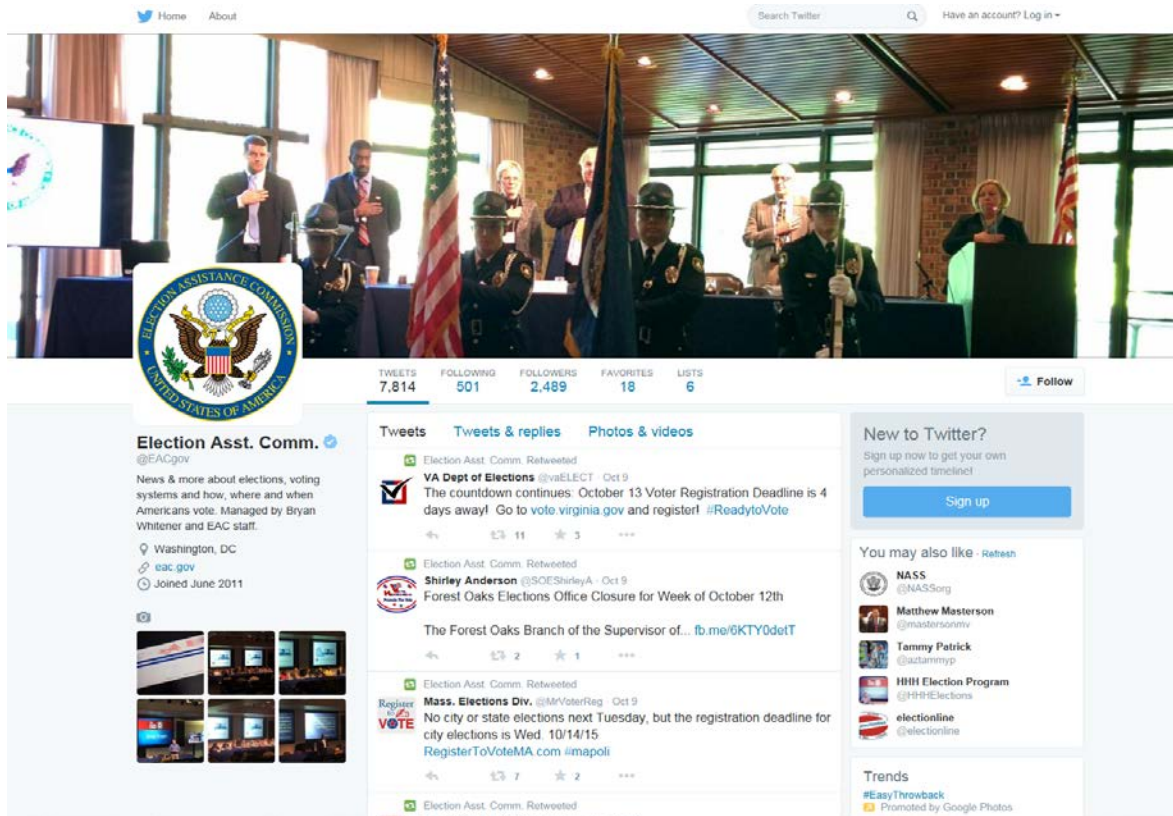 Home About Search Twitter Have an account? Log in
ELECTION ASSISTANCE COMMISSION
UNITED STATES OF AMERICA
TWEETS FOLLOWING FOLLOWERS FAVORITES LISTS
7,814 501 2,489 18 6
Follow
Election Asst. Comm.
@EACgov
News & more about elections, voting
systems and how, where and when
Americans vote. Managed by Bryan
Whitener and EAC staff.
Washington, DC
eac.gov
Joined June 2011
Tweets Tweets & replies Photos & videos
Election Asst. Comm. Retweeted
VA Dept of Elections @vaELECT · Oct 9
The countdown continues: October 13 Voter Registration Deadline is 4
days away! Go to vote.virginia.gov and register! #ReadytoVote
11 3
Election Asst. Comm. Retweeted
Shirley Anderson @SOEShirleyA · Oct 9
Forest Oaks Elections Office Closure for Week of October 12th
The Forest Oaks Branch of the Supervisor of... fb.me/6KTY0detT
2 1
Election Asst. Comm. Retweeted
Register
to
VOTE
Mass. Elections Div. @MrVoterReg · Oct 9
No city or state elections next Tuesday, but the registration deadline for
city elections is Wed. 10/14/15
RegisterToVoteMA.com #mapoli
7 2
Election Asst. Comm. Retweeted
New to Twitter?
Sign up now to get your own
personalized timeline!
Sign up
You may also like · Refresh
NASS
@NASSorg
Matthew Masterson
@mastersonmv
Tammy Patrick
@aztammyp
HHH Election Program
@HHHElections
electionline
@electionline
Trends
#EasyThrowback
Promoted by Google Photos